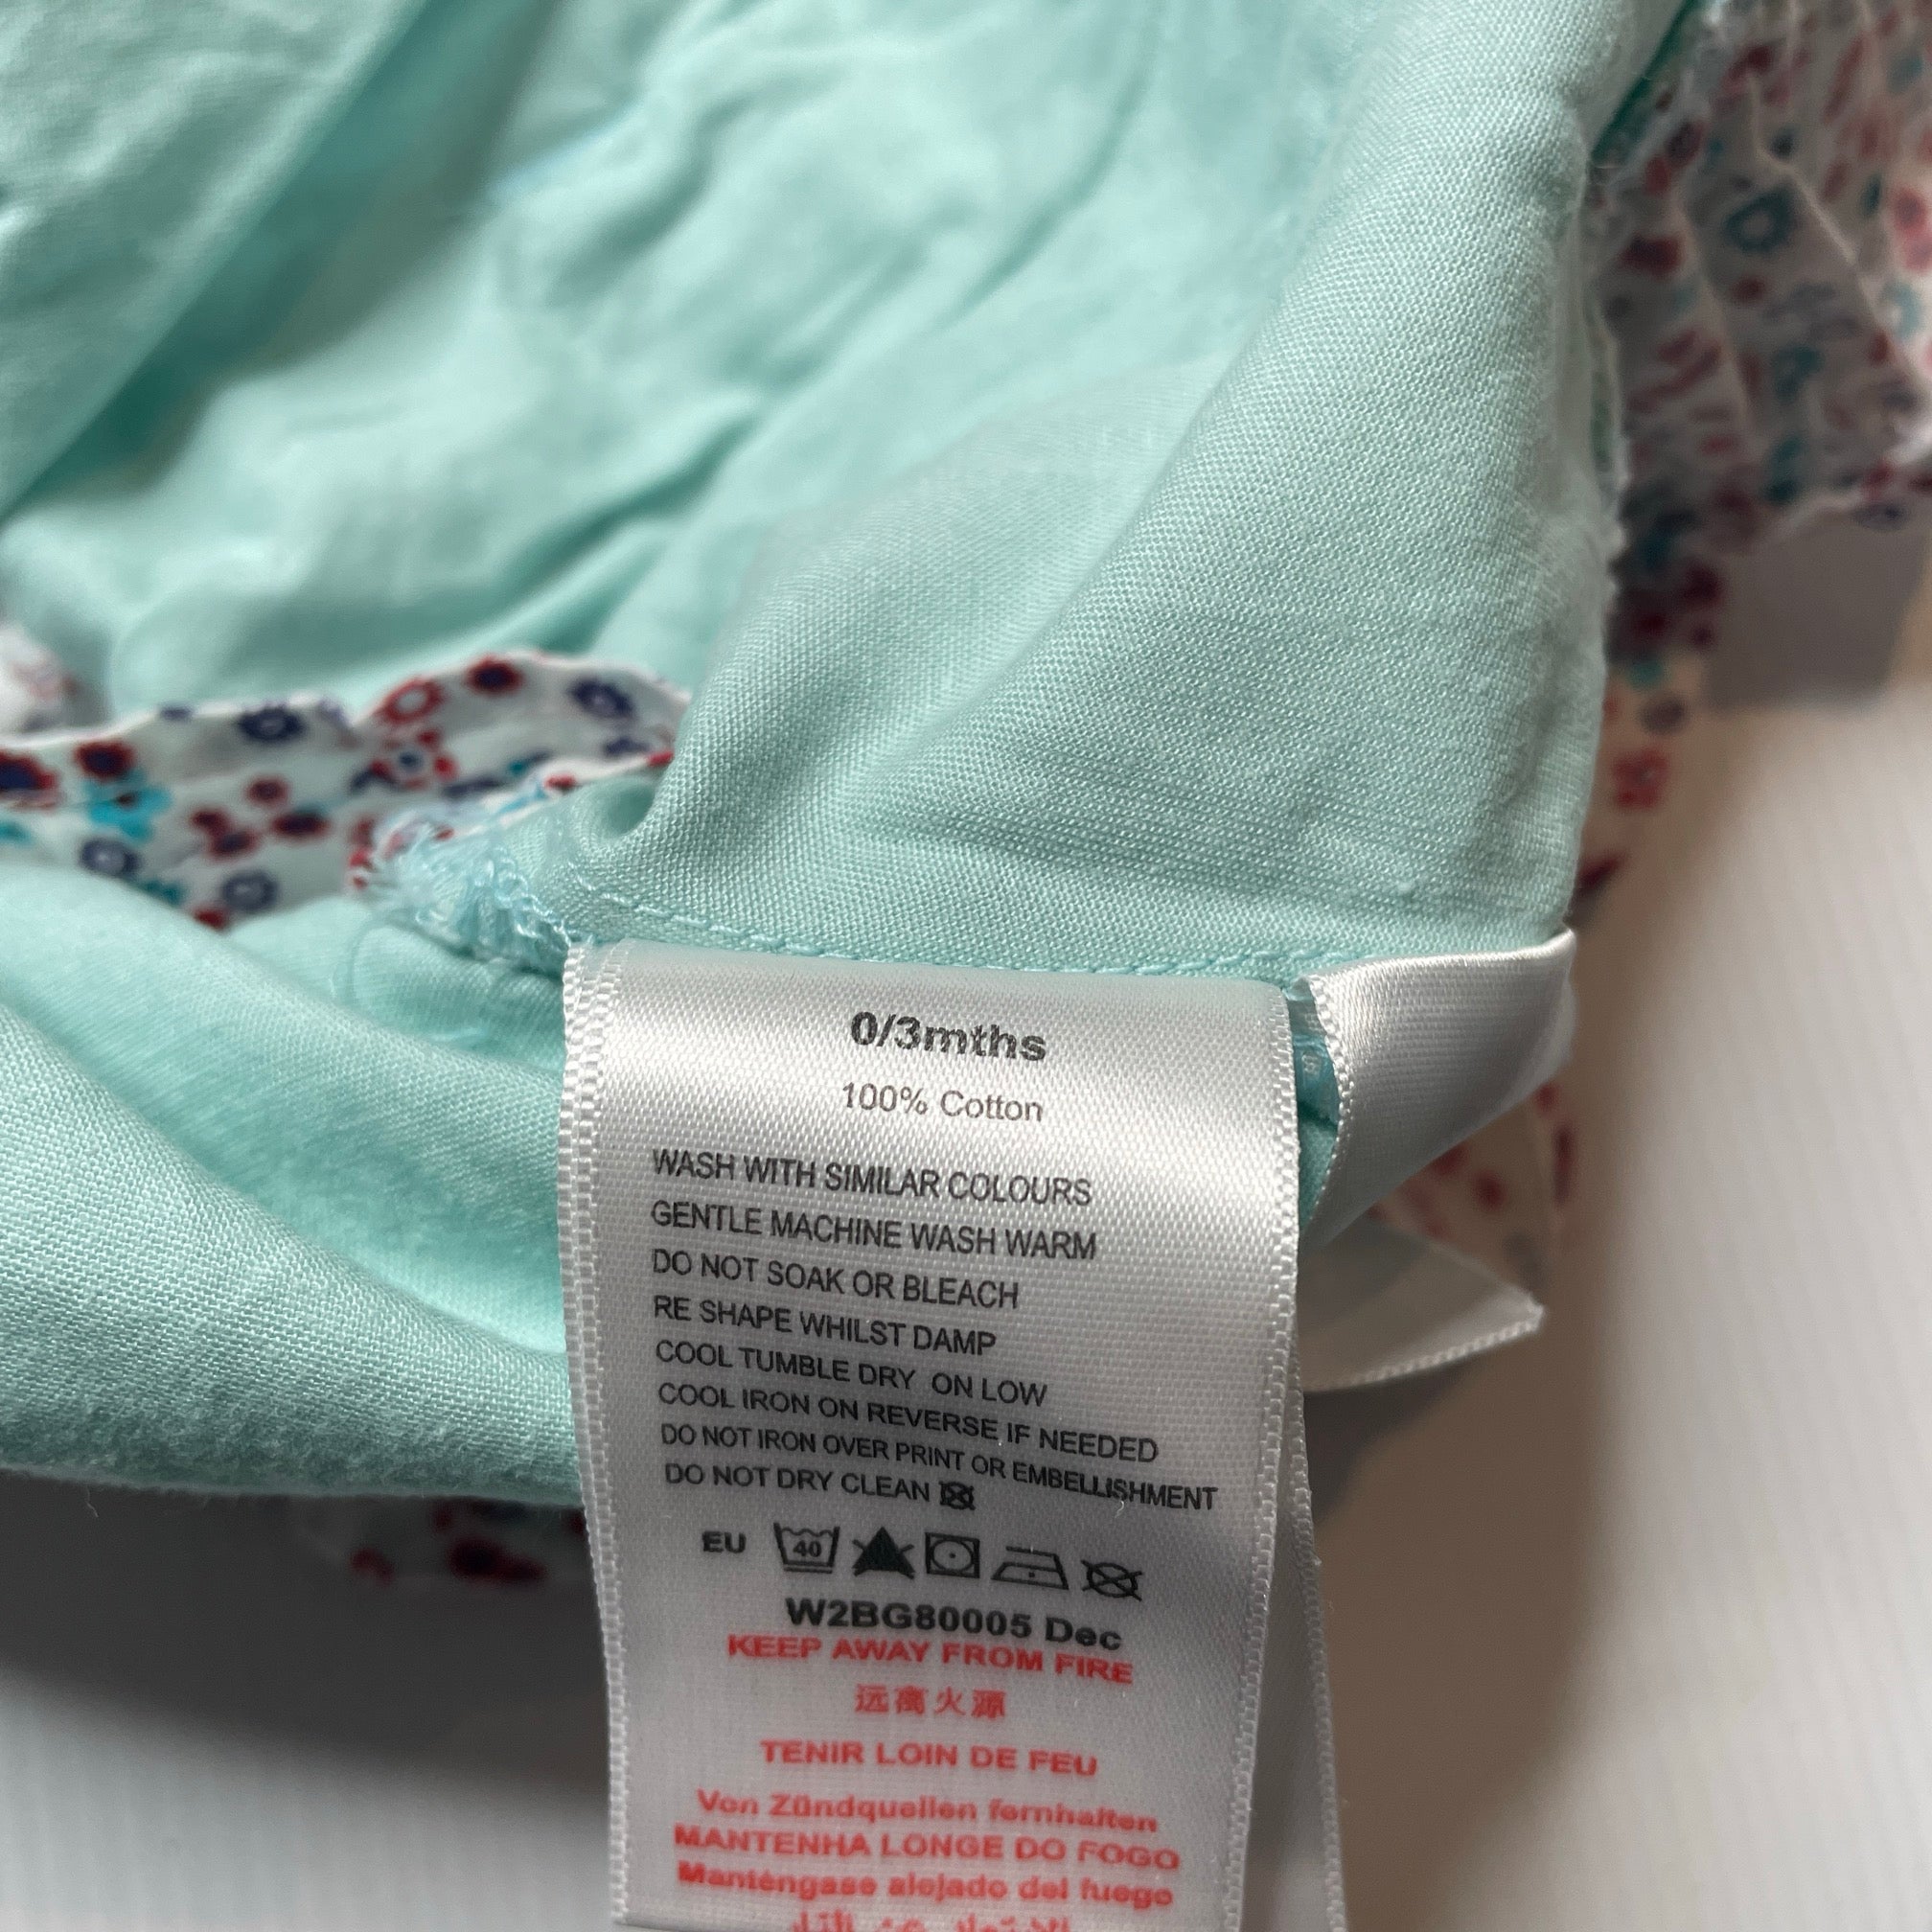 0/3mths
100% Cotton
WASH WITH SIMILAR COLOURS
GENTLE MACHINE WASH WARM
DO NOT SOAK OR BLEACH
RE SHAPE WHILST DAMP
COOL TUMBLE DRY ON LOW
COOL IRON ON REVERSE IF NEEDED
DO NOT IRON OVER PRINT OR EMBELLISHMENT
DO NOT DRY CLEAN
EU 40
W2BG80005 Dec
KEEP AWAY FROM FIRE
远离火源
TENIR LOIN DE FEU
Von Zündquellen fernhalten
MANTENHA LONGE DO FOGO
Manténgase alejado del fuego